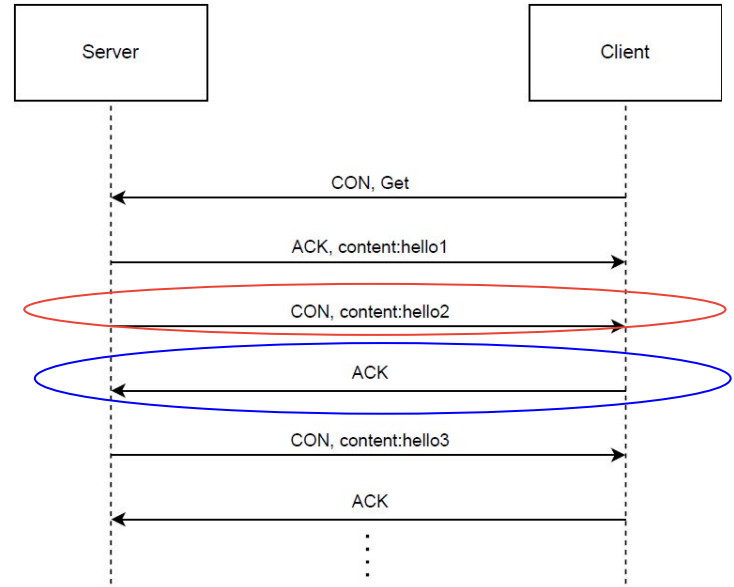 Server
Client
CON, Get
ACK, content:hello1
CON, content:hello2
ACK
CON, content:hello3
ACK